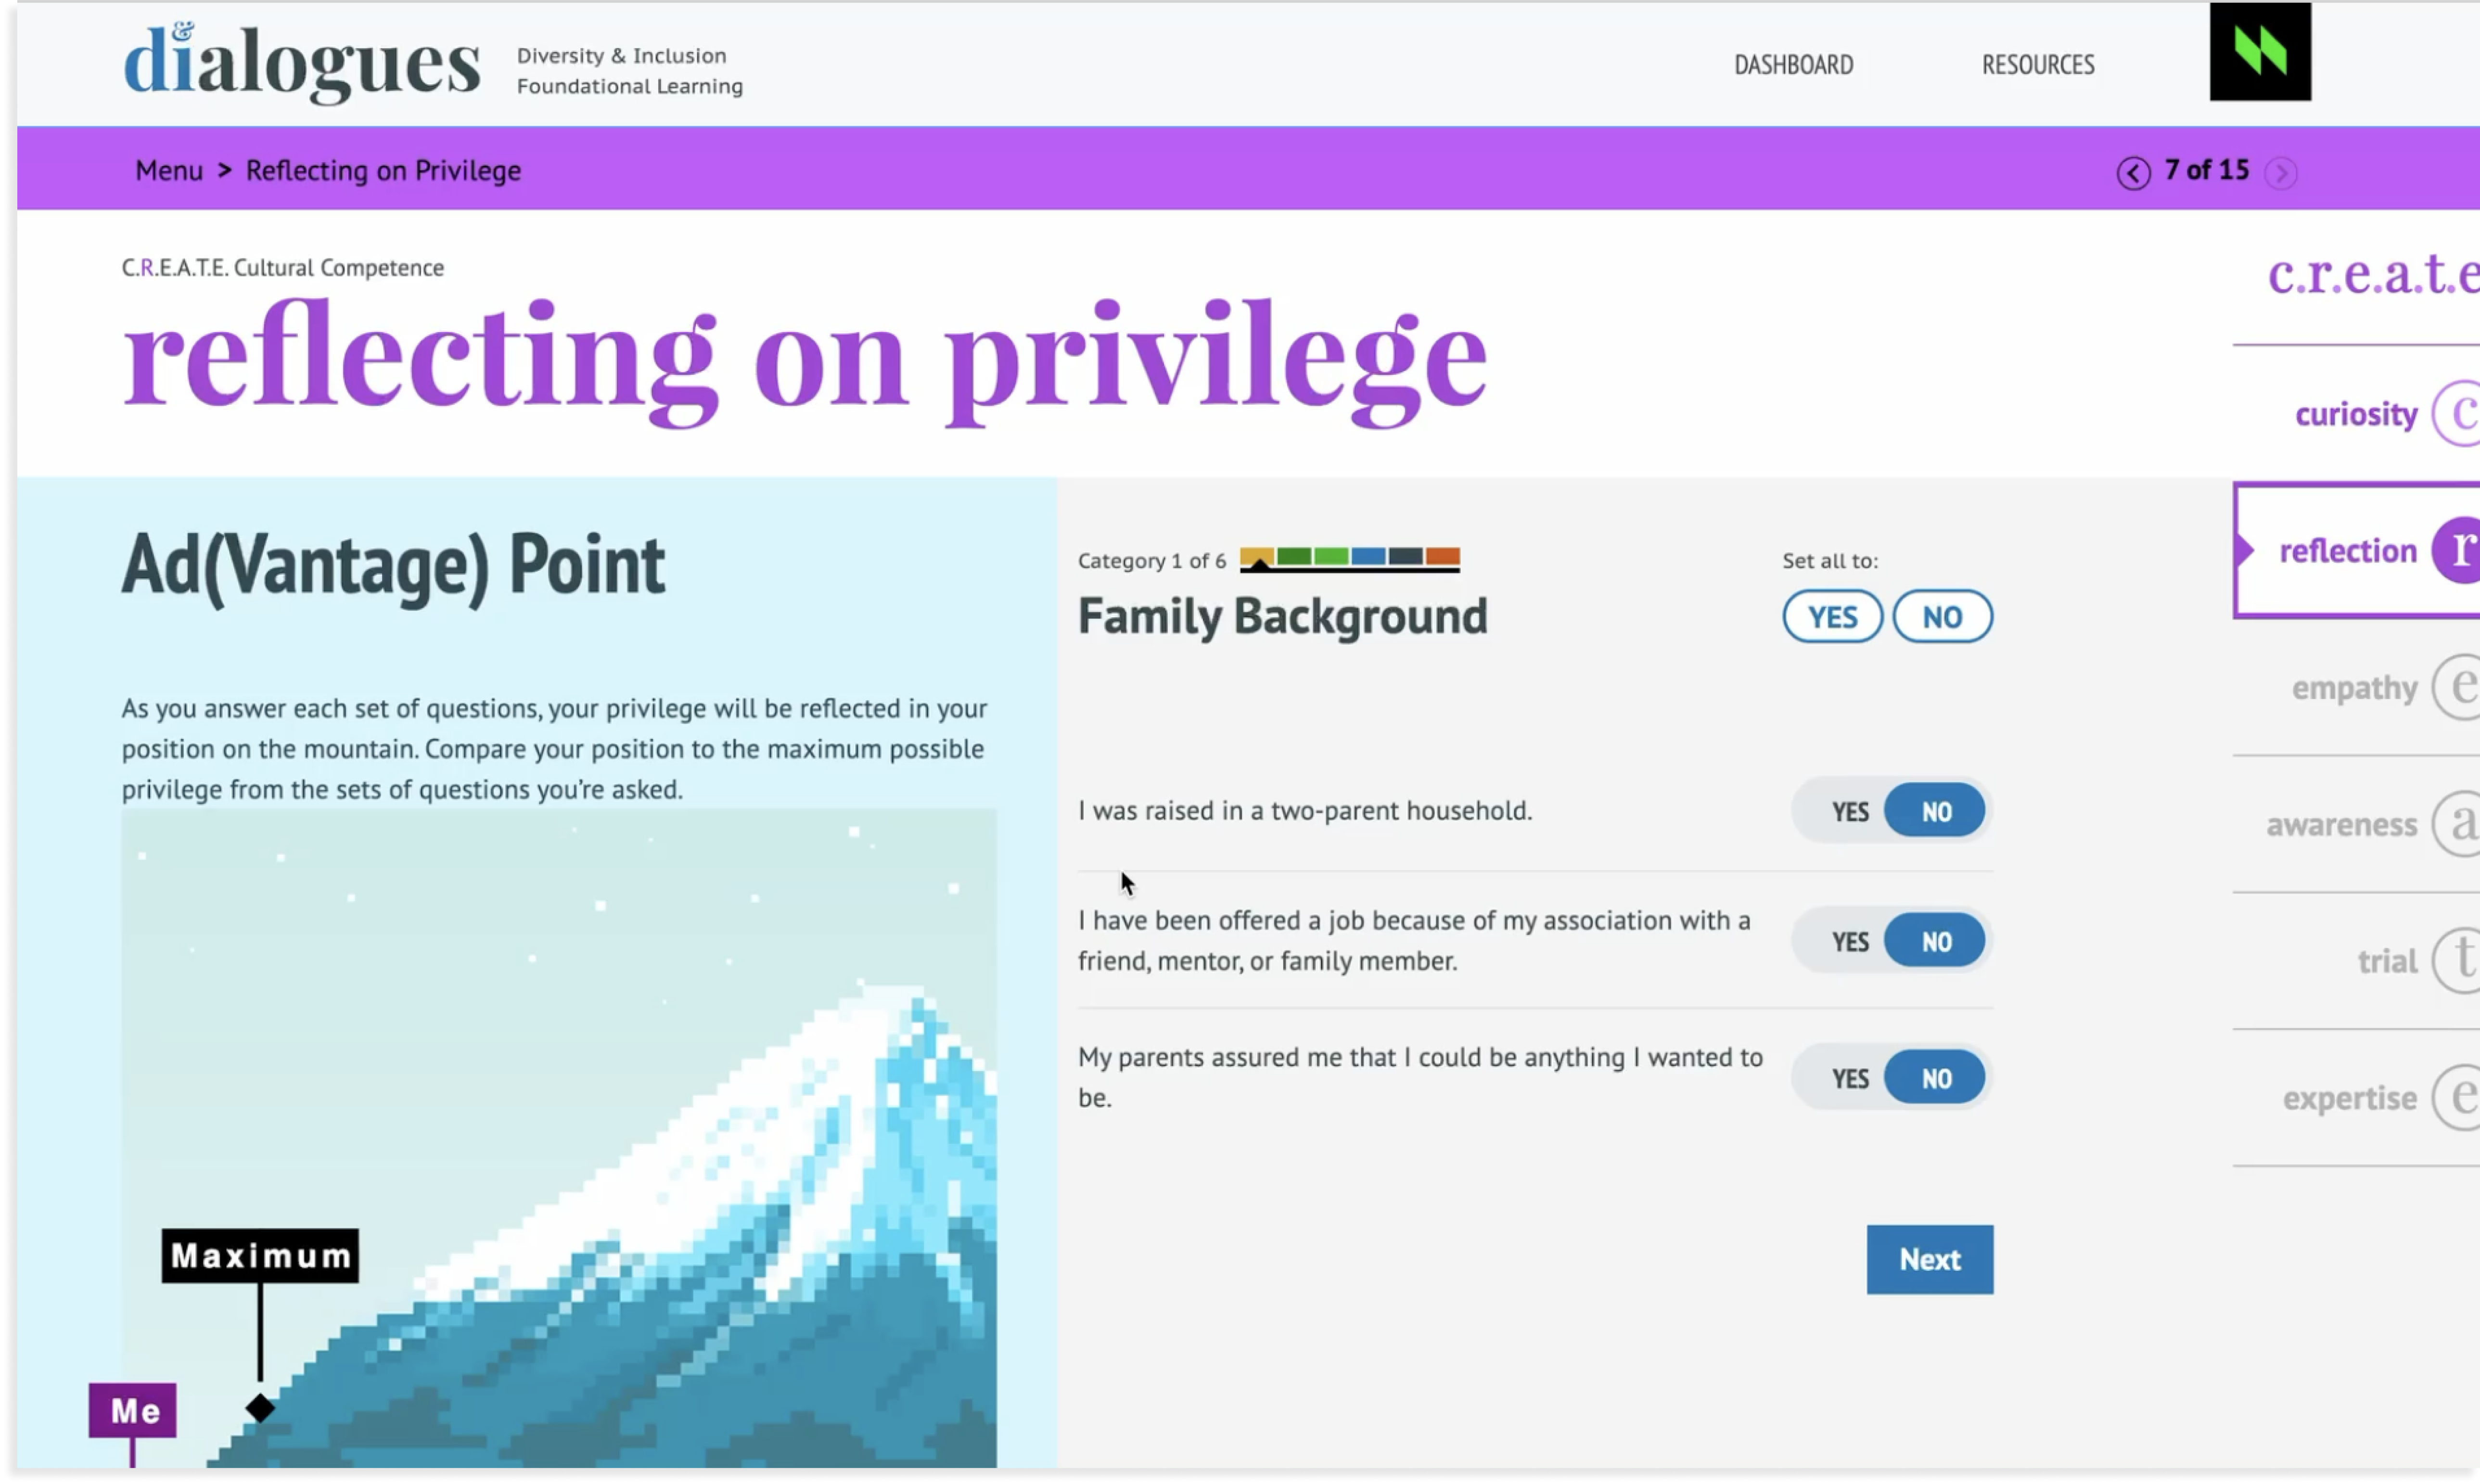 di&alogues
Diversity & Inclusion
Foundational Learning
DASHBOARD
RESOURCES
Menu > Reflecting on Privilege
7 of 15
C.R.E.A.T.E. Cultural Competence
reflecting on privilege
c.r.e.a.t.e
curiosity c
reflection r
empathy e
awareness a
trial t
expertise e
Ad(Vantage) Point
As you answer each set of questions, your privilege will be reflected in your
position on the mountain. Compare your position to the maximum possible
privilege from the sets of questions you're asked.
Maximum
Me
Category 1 of 6
Family Background
Set all to:
YES NO
I was raised in a two-parent household.
YES NO
I have been offered a job because of my association with a
friend, mentor, or family member.
YES NO
My parents assured me that I could be anything I wanted to
be.
YES NO
Next